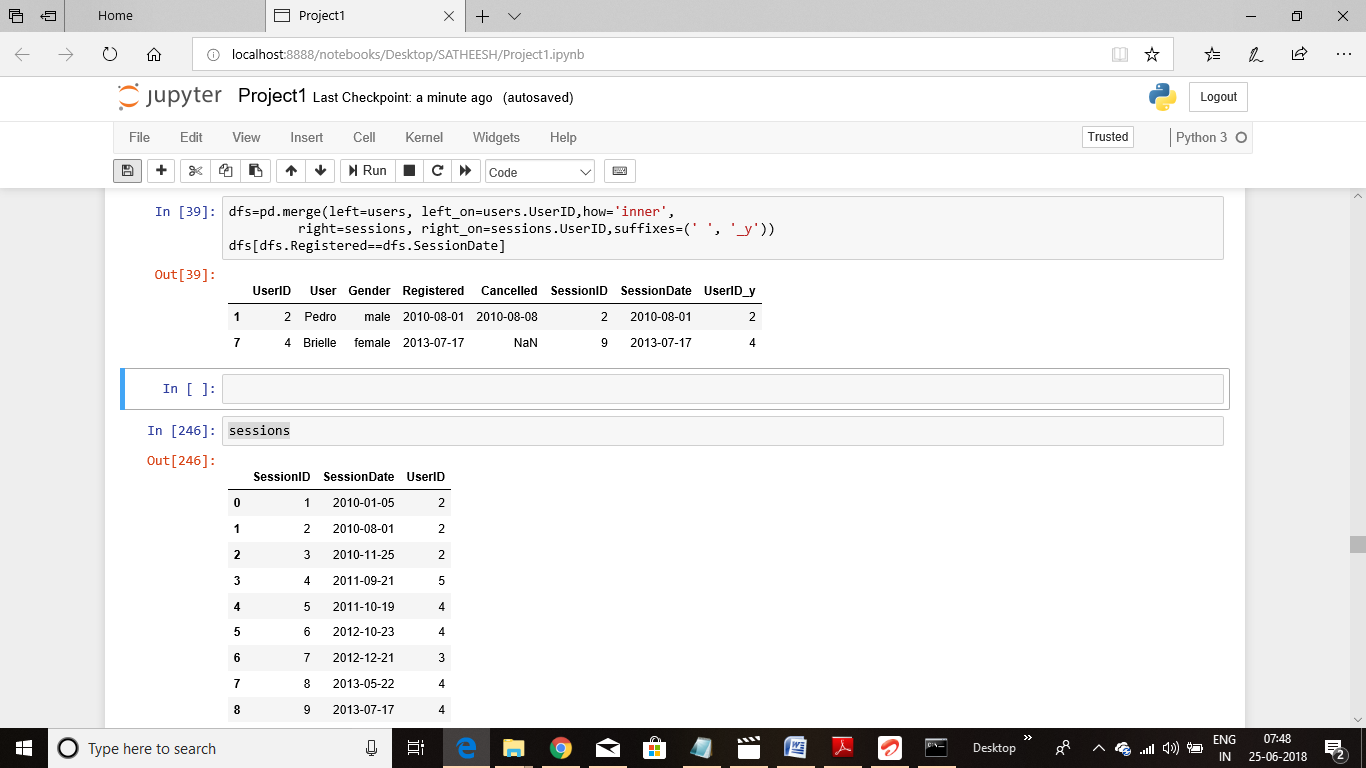 Home
Project1
localhost:8888/notebooks/Desktop/SATHEESH/Project1.ipynb
jupyter Project1 Last Checkpoint: a minute ago (autosaved)
Logout
File Edit View Insert Cell Kernel Widgets Help
Trusted
Python 3
Run
Code
In [39]: dfs=pd.merge(left=users, left_on=users.UserID,how='inner',
right=sessions, right_on=sessions.UserID,suffixes=(' ', '_y'))
dfs[dfs.Registered==dfs.SessionDate]
Out[39]:
UserID User Gender Registered Cancelled SessionID SessionDate UserID_y
1 2 Pedro male 2010-08-01 2010-08-08 2 2010-08-01 2
7 4 Brielle female 2013-07-17 NaN 9 2013-07-17 4
In [ ]:
In [246]: sessions
Out[246]:
SessionID SessionDate UserID
0 1 2010-01-05 2
1 2 2010-08-01 2
2 3 2010-11-25 2
3 4 2011-09-21 5
4 5 2011-10-19 4
5 6 2012-10-23 4
6 7 2012-12-21 3
7 8 2013-05-22 4
8 9 2013-07-17 4
Type here to search
Desktop
ENG
IN
07:48
25-06-2018
2